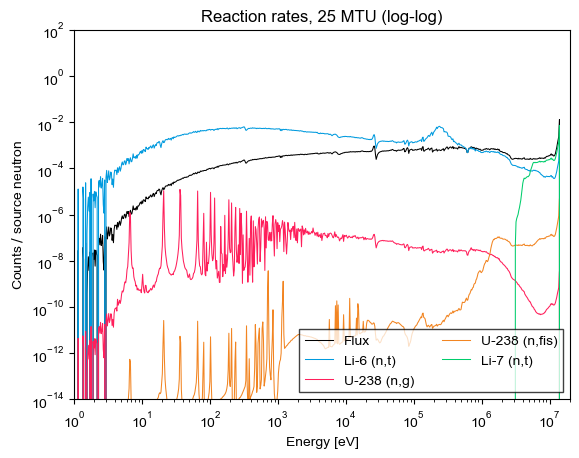 Reaction rates, 25 MTU (log-log)
Counts / source neutron
10^2
10^0
10^-2
10^-4
10^-6
10^-8
10^-10
10^-12
10^-14
Flux
Li-6 (n,t)
U-238 (n,g)
U-238 (n,fis)
Li-7 (n,t)
10^0 10^1 10^2 10^3 10^4 10^5 10^6 10^7
Energy [eV]